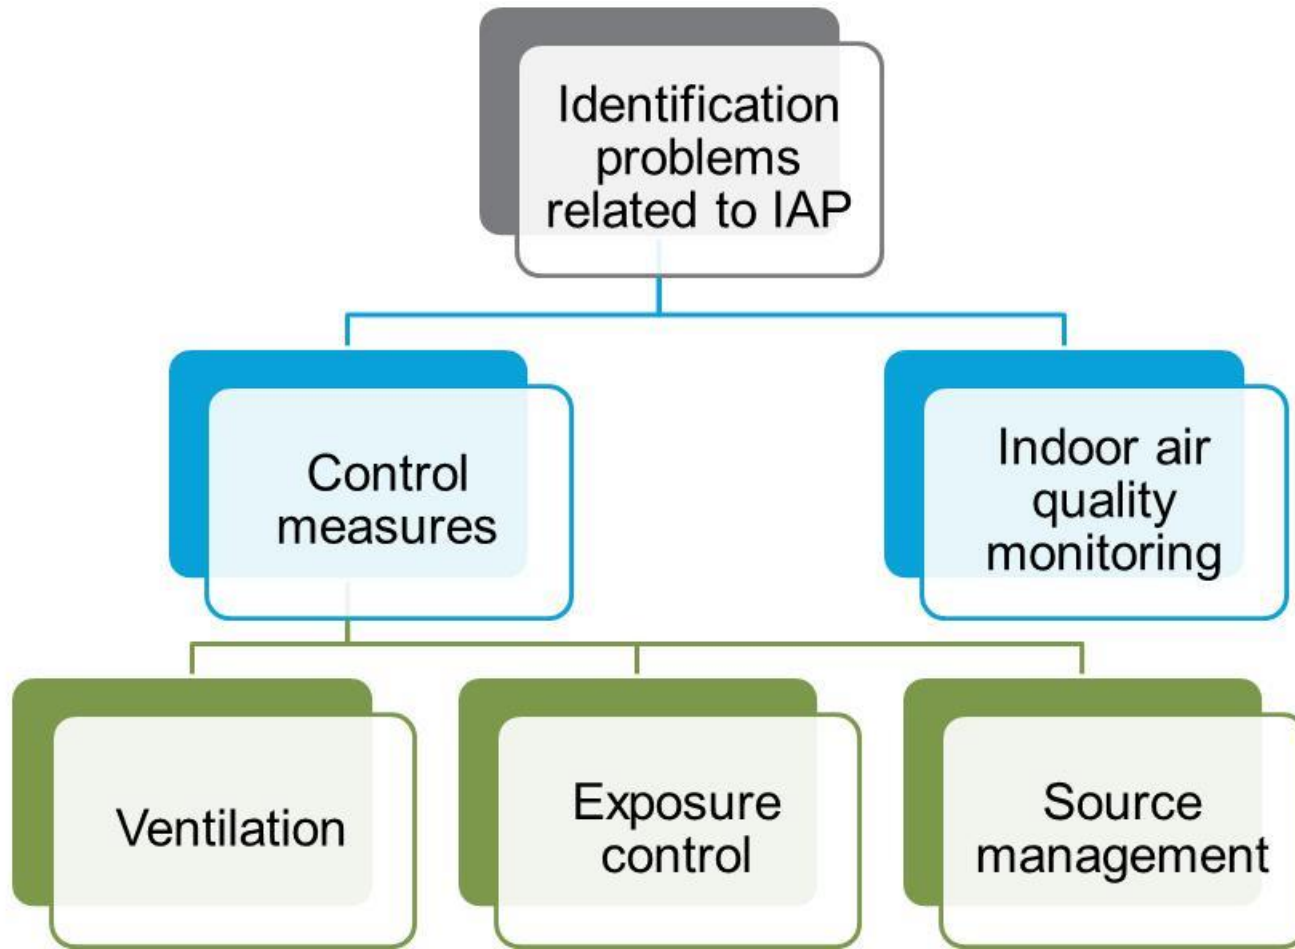 Identification
problems
related to IAP
Control
measures
Indoor air
quality
monitoring
Ventilation
Exposure
control
Source
management